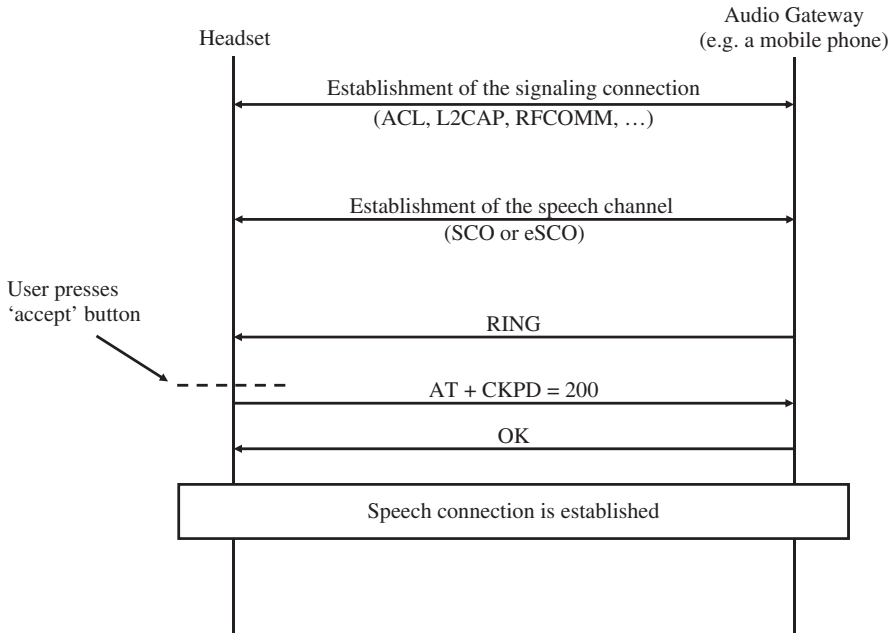 Headset
Audio Gateway
(e.g. a mobile phone)
Establishment of the signaling connection
(ACL, L2CAP, RFCOMM, …)
Establishment of the speech channel
(SCO or eSCO)
User presses
‘accept’ button
RING
AT + CKPD = 200
OK
Speech connection is established